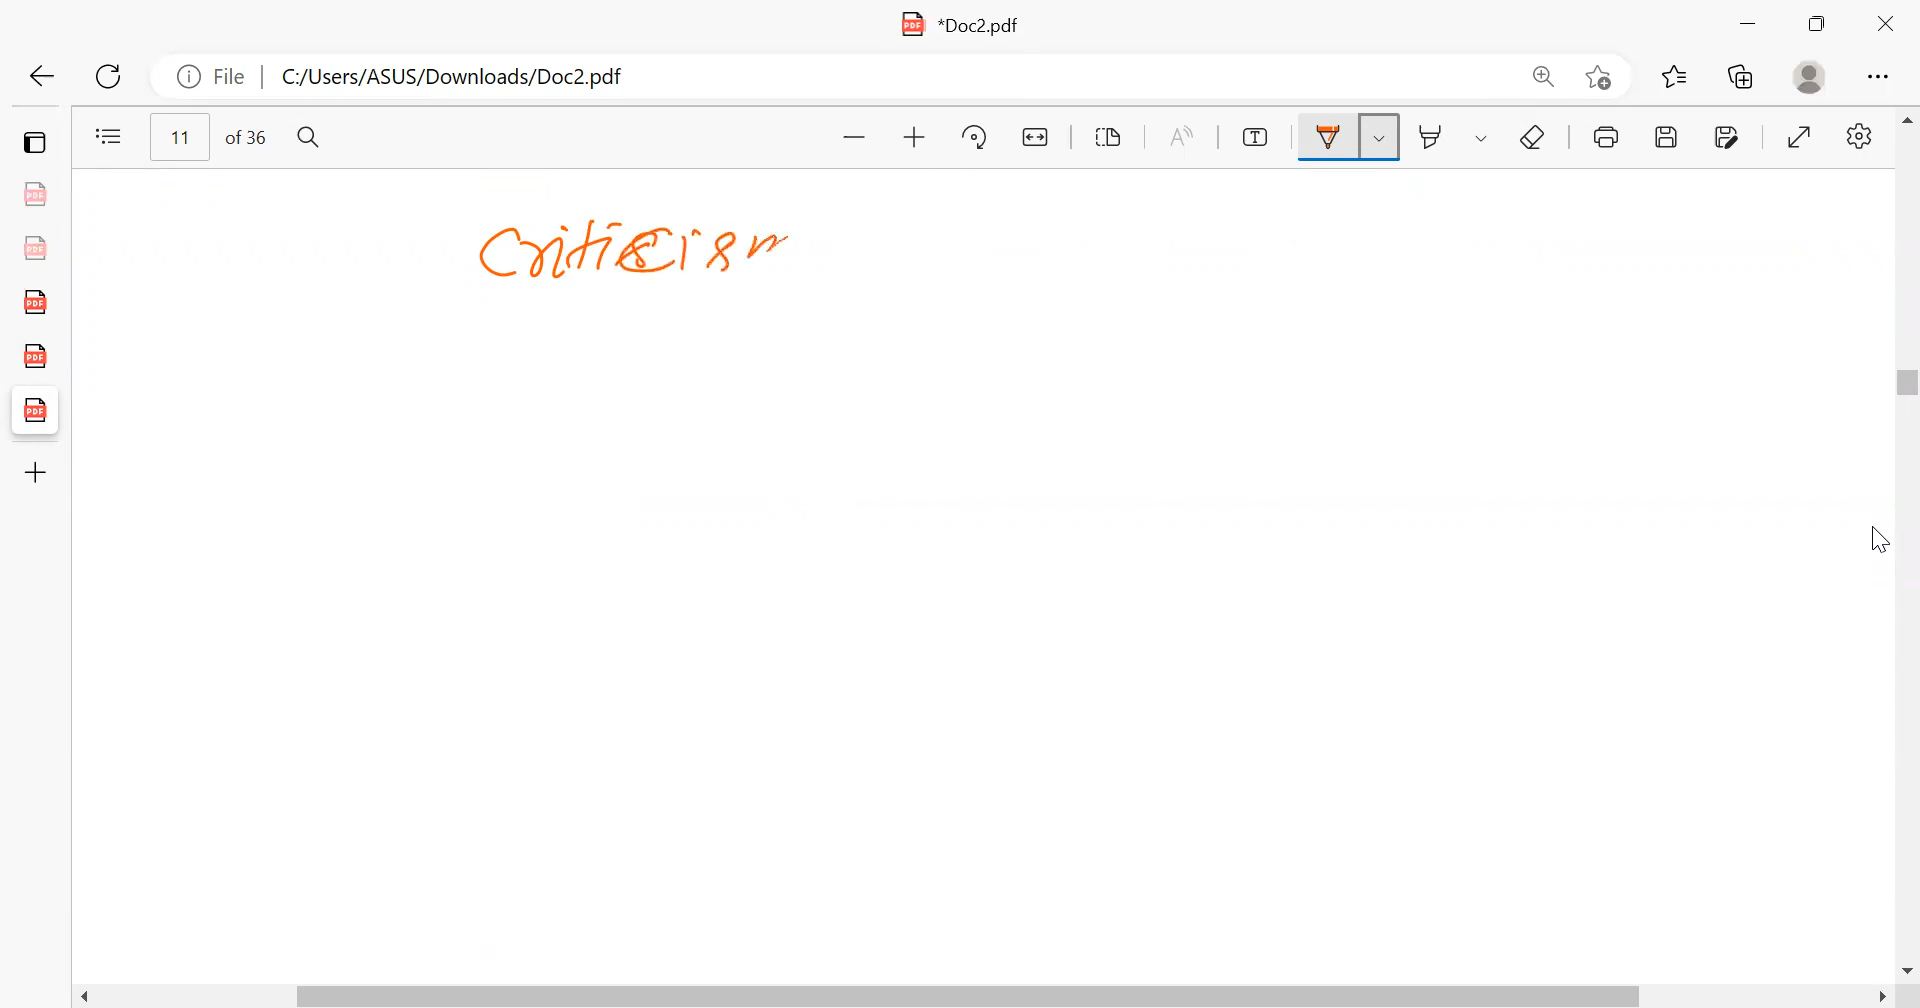 *Doc2.pdf
File | C:/Users/ASUS/Downloads/Doc2.pdf
11 of 36
Criticism